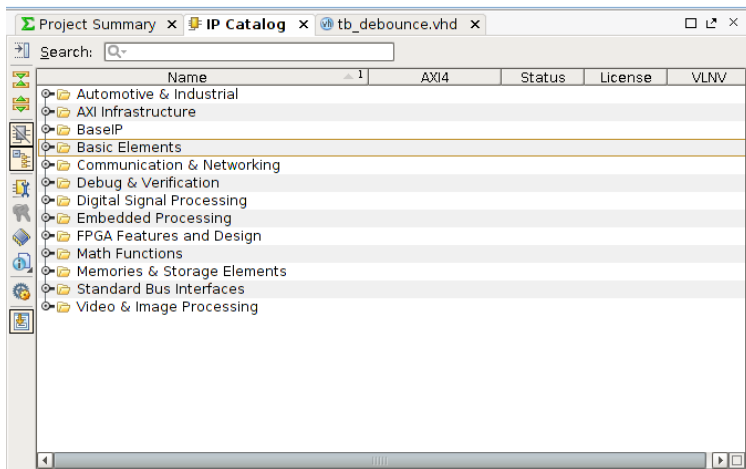 Project Summary x IP Catalog x tb_debounce.vhd x
Search:
Name 1 AXI4 Status License VLNV
Automotive & Industrial
AXI Infrastructure
BaseIP
Basic Elements
Communication & Networking
Debug & Verification
Digital Signal Processing
Embedded Processing
FPGA Features and Design
Math Functions
Memories & Storage Elements
Standard Bus Interfaces
Video & Image Processing